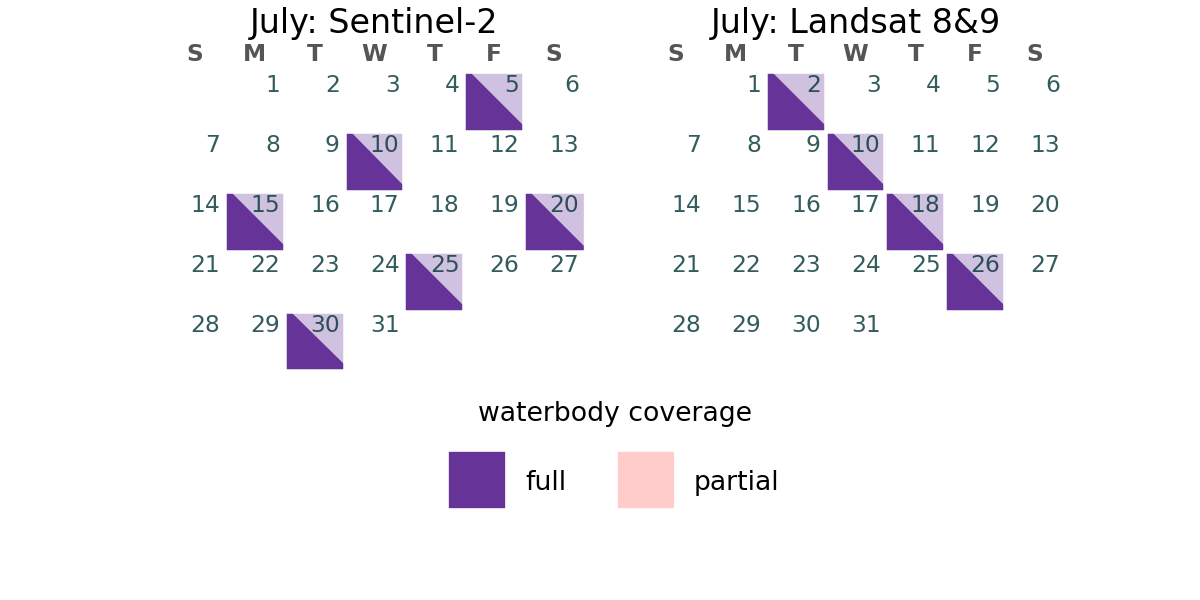 July: Sentinel-2
S M T W T F S
1 2 3 4 5 6
7 8 9 10 11 12 13
14 15 16 17 18 19 20
21 22 23 24 25 26 27
28 29 30 31
July: Landsat 8&9
S M T W T F S
1 2 3 4 5 6
7 8 9 10 11 12 13
14 15 16 17 18 19 20
21 22 23 24 25 26 27
28 29 30 31
waterbody coverage
full partial